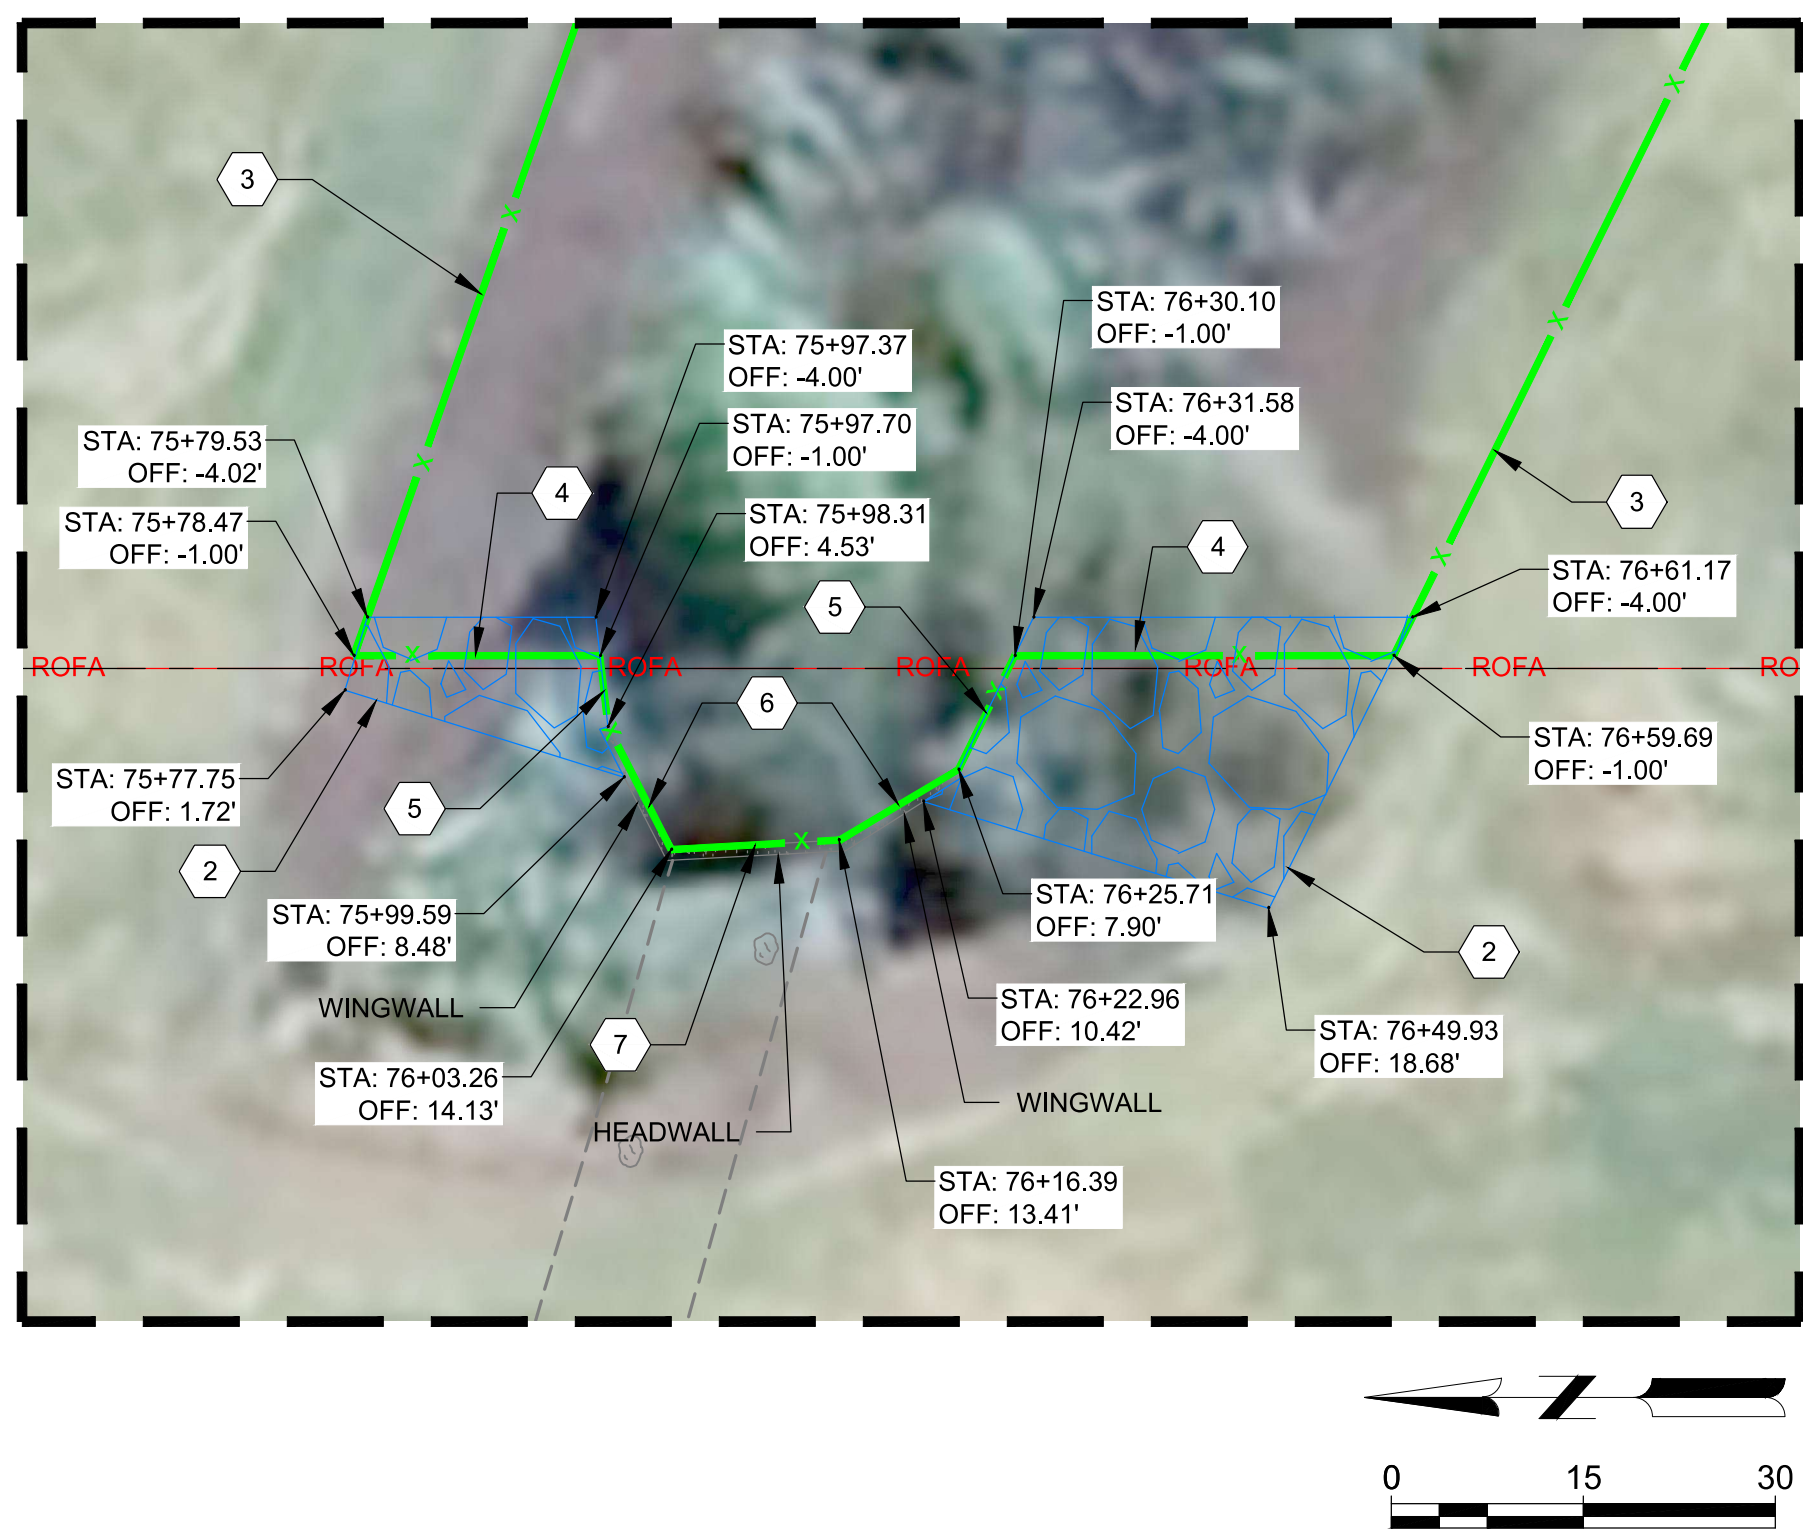 3
STA: 76+30.10
OFF: -1.00'
STA: 75+97.37
OFF: -4.00'
STA: 76+31.58
OFF: -4.00'
STA: 75+79.53
OFF: -4.02'
STA: 75+97.70
OFF: -1.00'
4
3
STA: 75+78.47
OFF: -1.00'
STA: 75+98.31
OFF: 4.53'
4
STA: 76+61.17
OFF: -4.00'
5
X X X X X X X X X X
ROFA ROFA ROFA ROFA ROFA ROFA RO
6
STA: 76+59.69
OFF: -1.00'
STA: 75+77.75
OFF: 1.72'
5
2
STA: 76+25.71
OFF: 7.90'
STA: 75+99.59
OFF: 8.48'
2
WINGWALL
STA: 76+22.96
OFF: 10.42'
7
STA: 76+49.93
OFF: 18.68'
STA: 76+03.26
OFF: 14.13'
WINGWALL
HEADWALL
STA: 76+16.39
OFF: 13.41'
Z
0 15 30